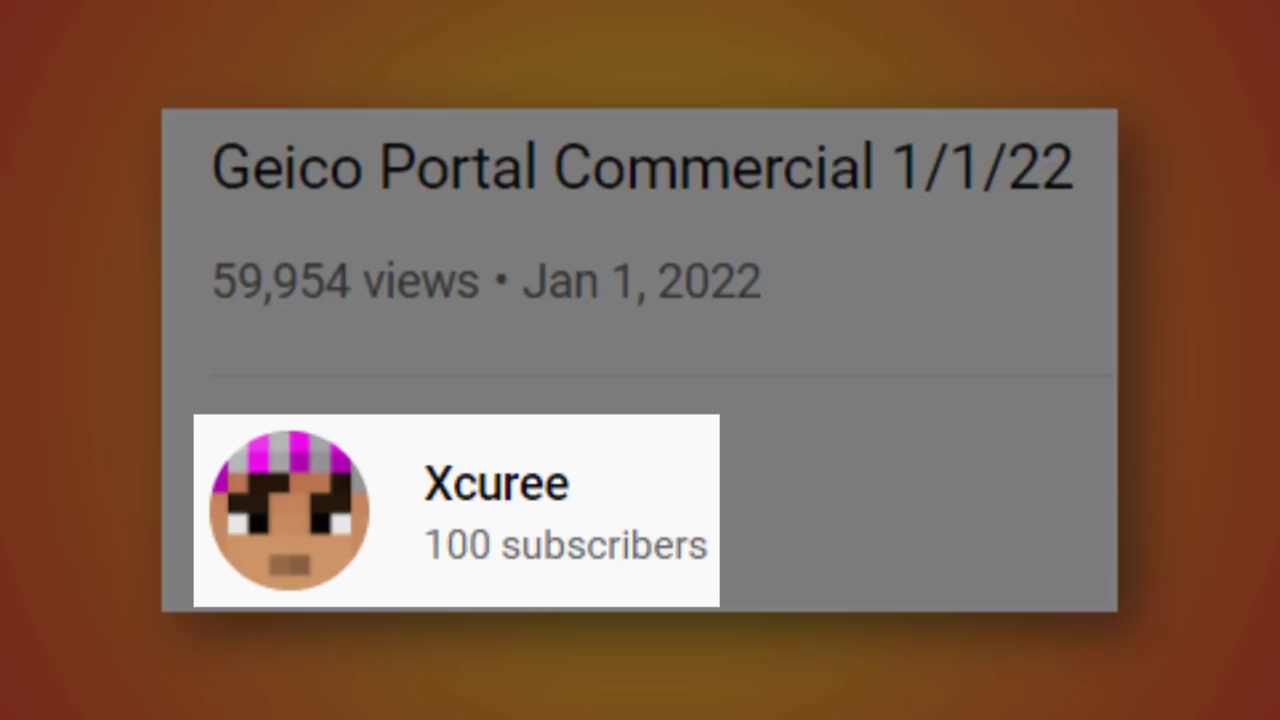 Geico Portal Commercial 1/1/22
59,954 views • Jan 1, 2022
Xcuree
100 subscribers